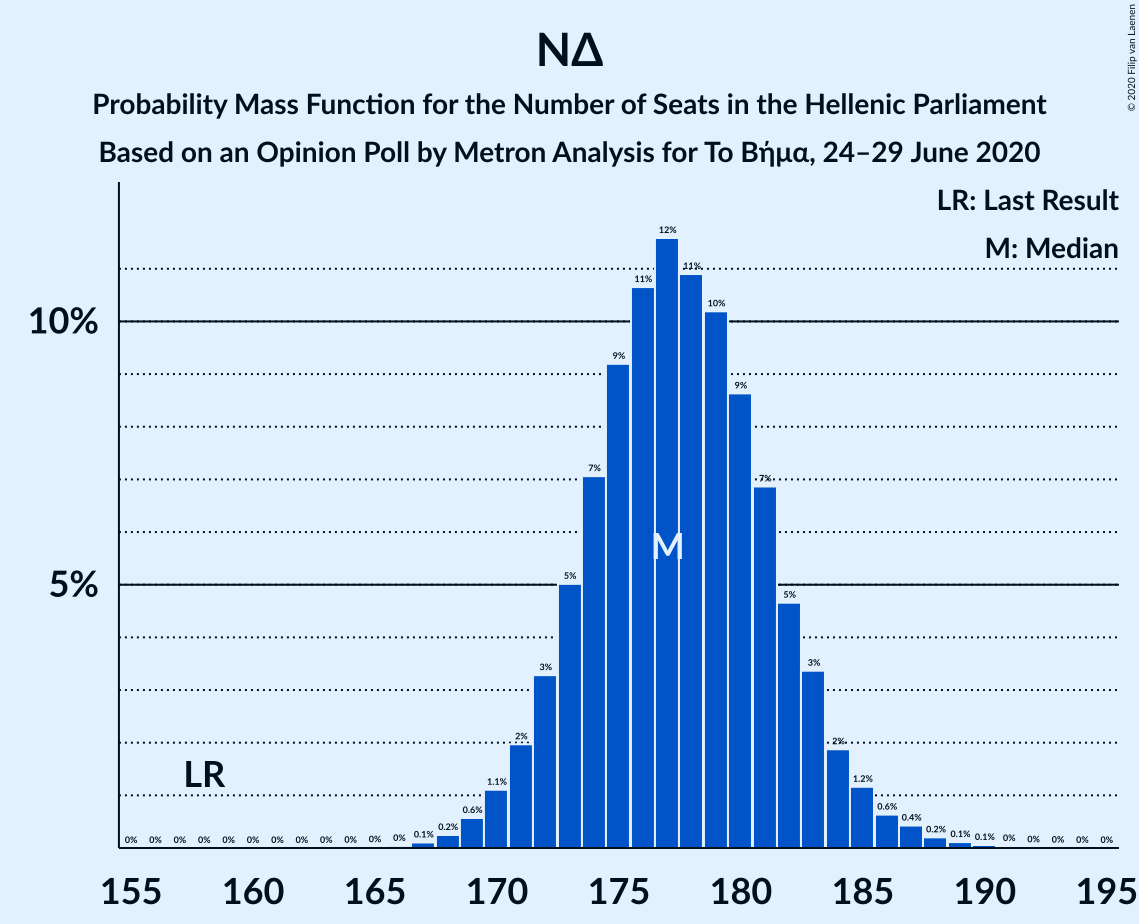 ΝΔ
Probability Mass Function for the Number of Seats in the Hellenic Parliament
Based on an Opinion Poll by Metron Analysis for Το Βήμα, 24–29 June 2020
© 2020 Filip van Laenen
LR: Last Result
M: Median
10%
5%
0% 0% 0% 0% 0% 0% 0% 0% 0% 0% 0% 0% 0.1% 0.2% 0.6% 1.1% 2% 3% 5% 7% 9% 11% 12% 11% 10% 9% 7% 5% 3% 2% 1.2% 0.6% 0.4% 0.2% 0.1% 0.1% 0% 0% 0% 0% 0%
M
LR
155 160 165 170 175 180 185 190 195